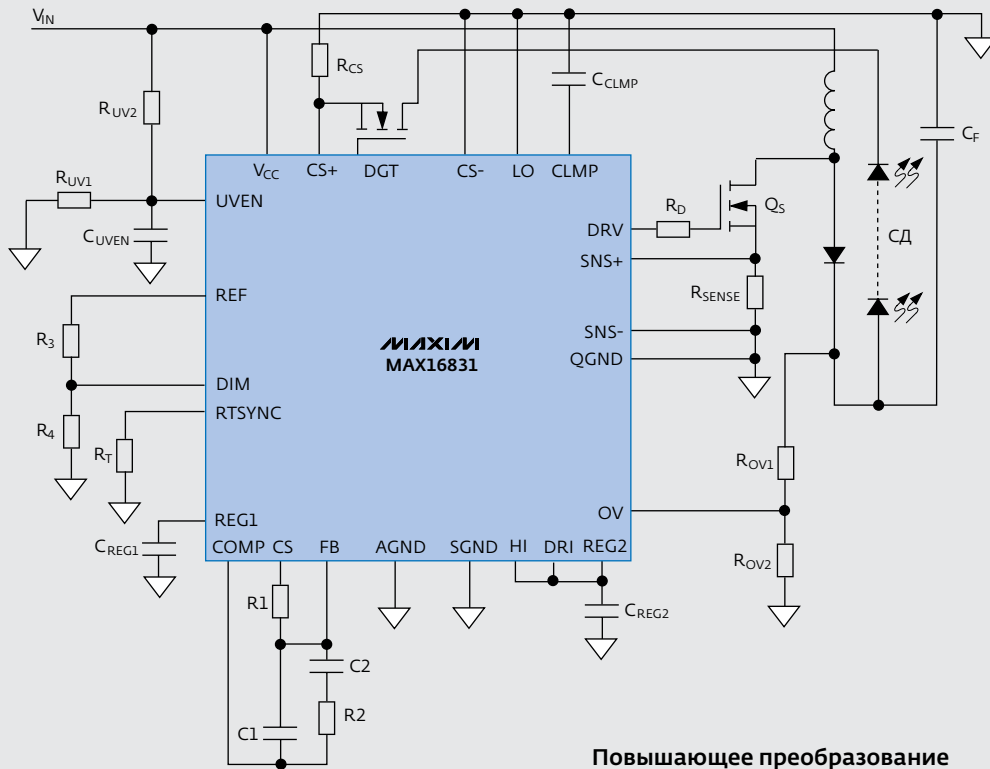 VIN
RCS
CCLMP
RUV2
CF
VCC CS+ DGT CS- LO CLMP
RUV1
UVEN
CUVEN
RD
QS
DRV
СД
SNS+
REF
RSENSE
R3
SNS-
MAXIM
MAX16831
QGND
DIM
RTSYNC
R4
RT
ROV1
REG1
OV
CREG1
COMP CS FB AGND SGND HI DRI REG2
ROV2
R1
CREG2
C2
C1
R2
Повышающее преобразование